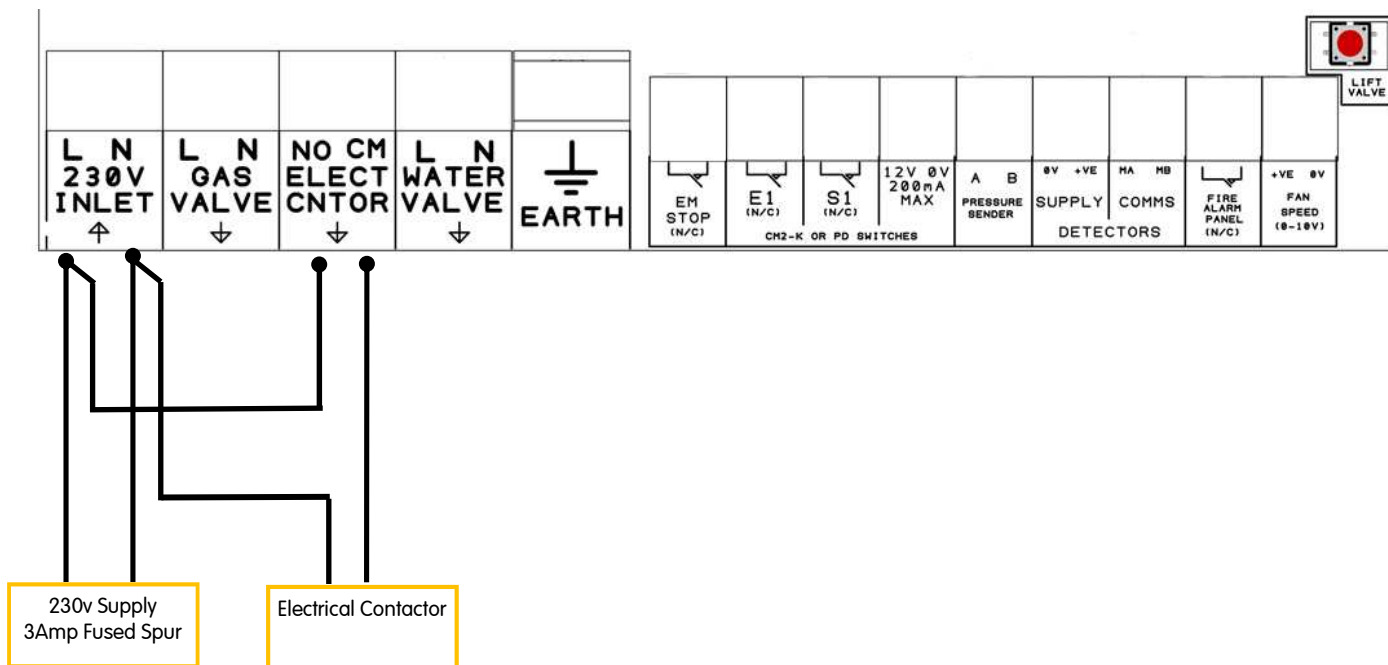 LIFT
VALVE
L N
230V
INLET
L N
GAS
VALVE
NO CM
ELECT
CNTOR
L N
WATER
VALVE
EARTH
EM
STOP
(N/C)
E1
(N/C)
S1
(N/C)
12V 0V
200mA
MAX
CM2-K OR PD SWITCHES
A B
PRESSURE
SENDER
0V +VE
SUPPLY
MA MB
COMMS
DETECTORS
FIRE
ALARM
PANEL
(N/C)
+VE 0V
FAN
SPEED
(0-10V)
230v Supply
3Amp Fused Spur
Electrical Contactor